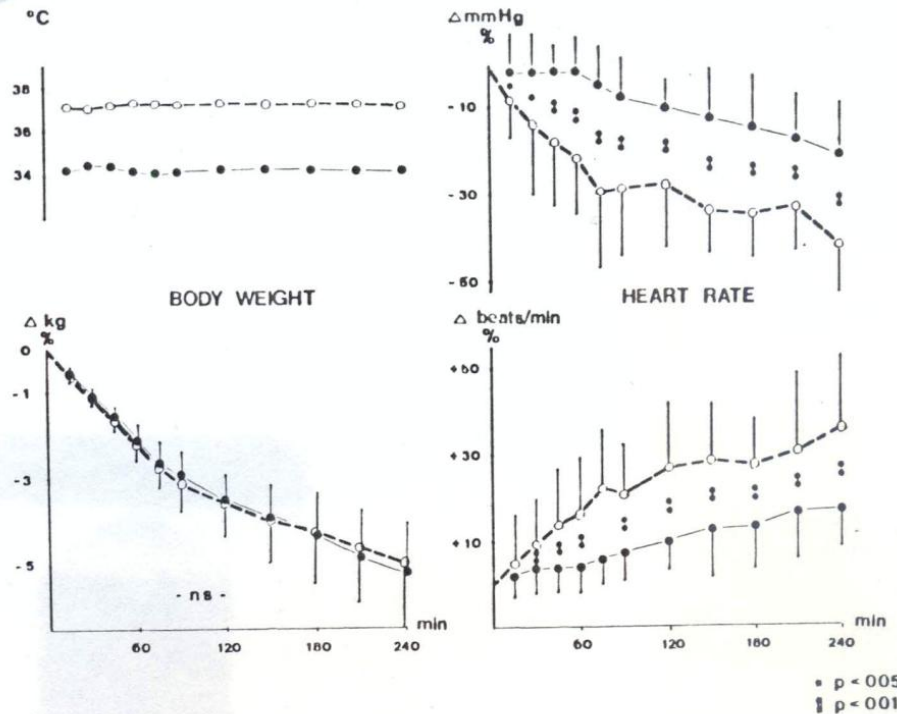 °C
38
36
34
Δ mmHg
%
-10
-30
-50
BODY WEIGHT
Δ kg
%
0
-1
-3
-5
- ns -
60
120
180
240
min
HEART RATE
Δ beats/min
%
+50
+30
+10
60
120
180
240
min
• p < 005
p < 001